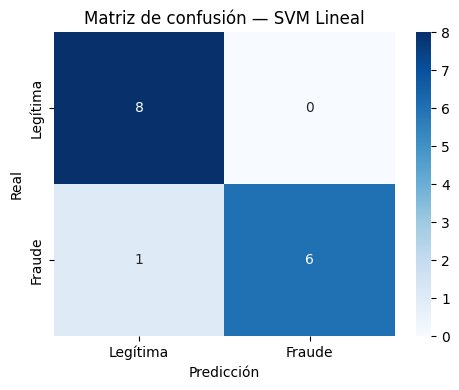 Matriz de confusión — SVM Lineal
Legítima
Fraude
Real
8
0
1
6
Legítima
Fraude
Predicción
8
7
6
5
4
3
2
1
0